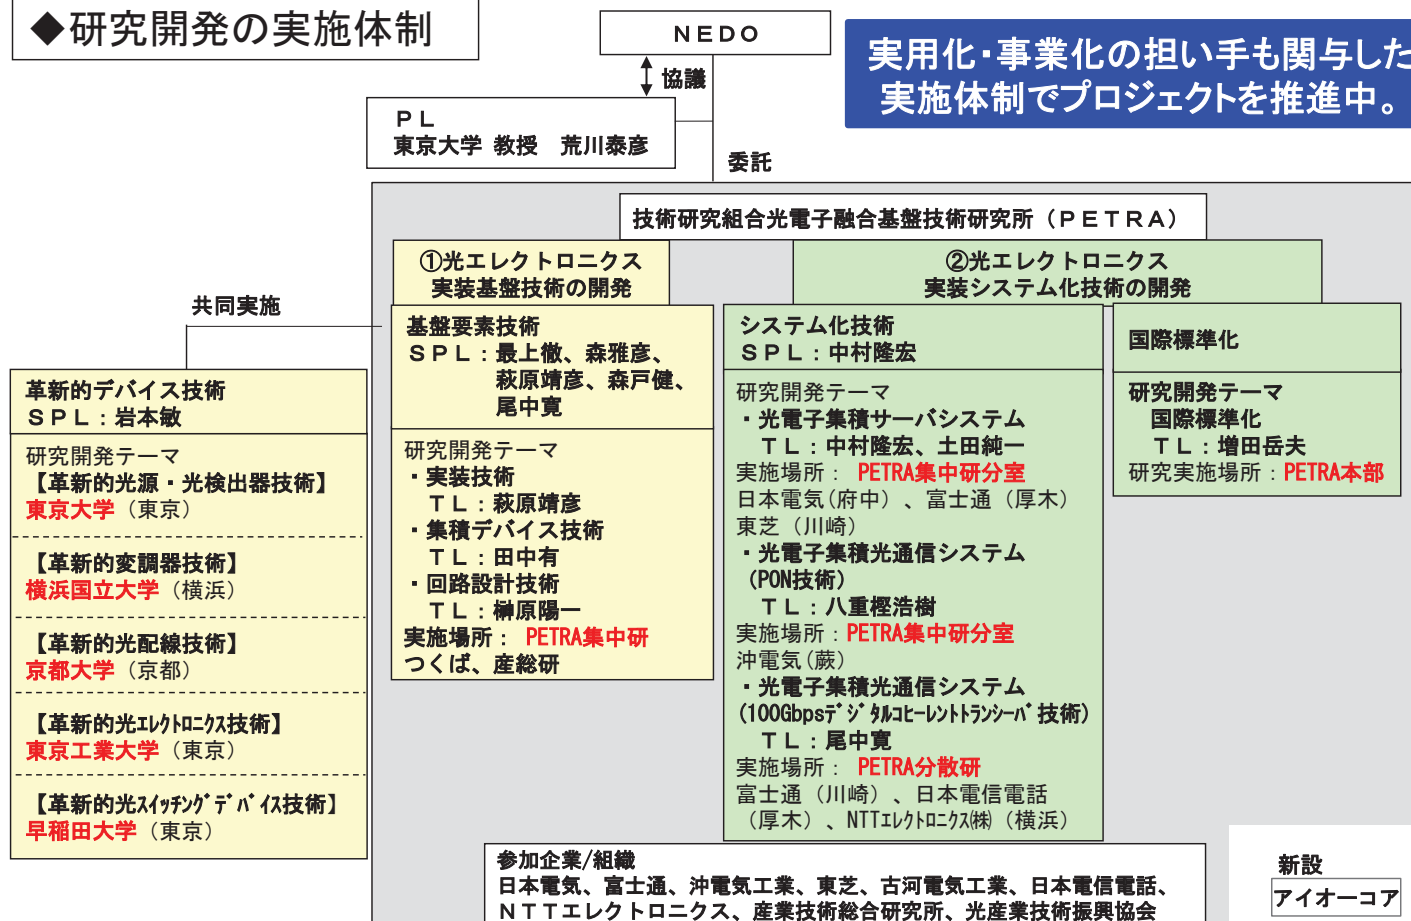 ◆研究開発の実施体制
NEDO
協議
実用化・事業化の担い手も関与した
実施体制でプロジェクトを推進中。
PL
東京大学 教授 荒川泰彦
委託
技術研究組合光電子融合基盤技術研究所（PETRA）
①光エレクトロニクス
実装基盤技術の開発
②光エレクトロニクス
実装システム化技術の開発
共同実施
革新的デバイス技術
SPL：岩本敏
研究開発テーマ
【革新的光源・光検出器技術】
東京大学（東京）
【革新的変調器技術】
横浜国立大学（横浜）
【革新的光配線技術】
京都大学（京都）
【革新的光ｴﾚｸﾄﾛﾆｸｽ技術】
東京工業大学（東京）
【革新的光ｽｲｯﾁﾝｸﾞﾃﾞﾊﾞｲｽ技術】
早稲田大学（東京）
基盤要素技術
SPL：最上徹、森雅彦、
萩原靖彦、森戸健、
尾中寛
研究開発テーマ
・実装技術
TL：萩原靖彦
・集積デバイス技術
TL：田中有
・回路設計技術
TL：榊原陽一
実施場所： PETRA集中研
つくば、産総研
システム化技術
SPL：中村隆宏
研究開発テーマ
・光電子集積サーバシステム
TL：中村隆宏、土田純一
実施場所： PETRA集中研分室
日本電気(府中）、富士通（厚木）
東芝（川崎）
・光電子集積光通信システム
（PON技術）
TL：八重樫浩樹
実施場所：PETRA集中研分室
沖電気(蕨）
・光電子集積光通信システム
(100Gbpsﾃﾞｼﾞﾀﾙｺﾋｰﾚﾝﾄﾄﾗﾝｼｰﾊﾞ技術)
TL：尾中寛
実施場所： PETRA分散研
富士通（川崎）、日本電信電話
（厚木）、NTTｴﾚｸﾄﾛﾆｸｽ㈱（横浜）
国際標準化
研究開発テーマ
国際標準化
TL：増田岳夫
研究実施場所：PETRA本部
参加企業/組織
日本電気、富士通、沖電気工業、東芝、古河電気工業、日本電信電話、
NTTエレクトロニクス、産業技術総合研究所、光産業技術振興協会
新設
アイオーコア